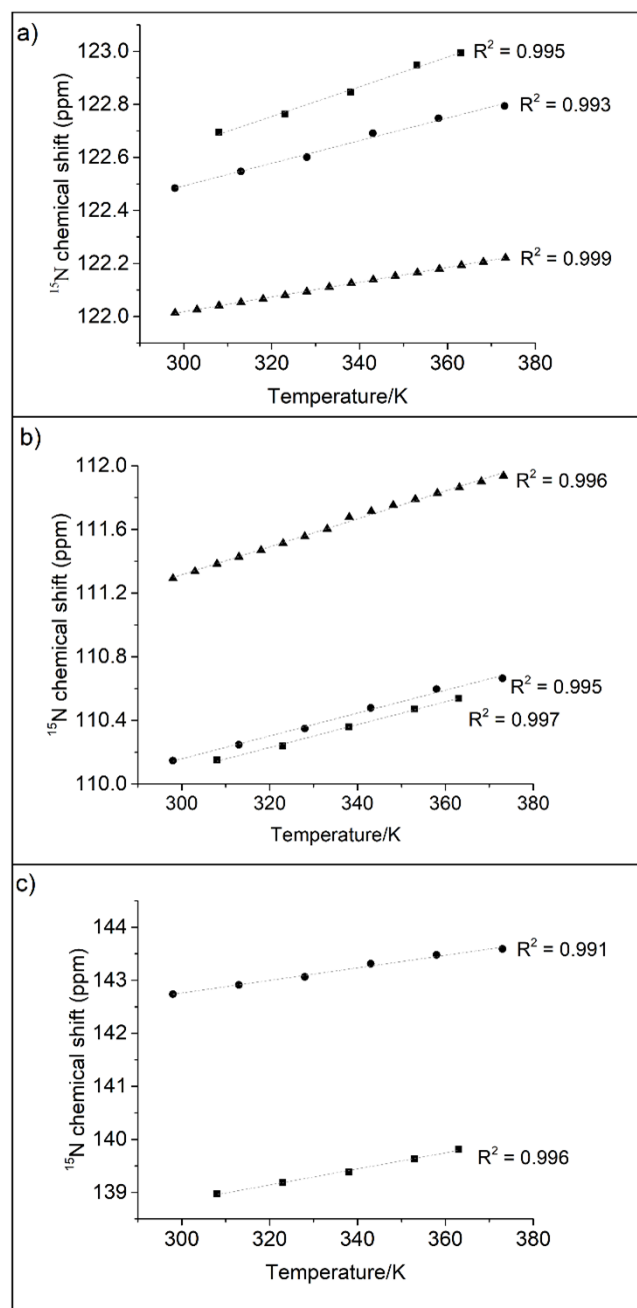 a)
123.0
122.8
122.6
122.4
122.2
122.0
¹⁵N chemical shift (ppm)
R² = 0.995
R² = 0.993
R² = 0.999
300 320 340 360 380
Temperature/K
b)
112.0
111.6
111.2
110.8
110.4
110.0
¹⁵N chemical shift (ppm)
R² = 0.996
R² = 0.995
R² = 0.997
300 320 340 360 380
Temperature/K
c)
144
143
142
141
140
139
¹⁵N chemical shift (ppm)
R² = 0.991
R² = 0.996
300 320 340 360 380
Temperature/K